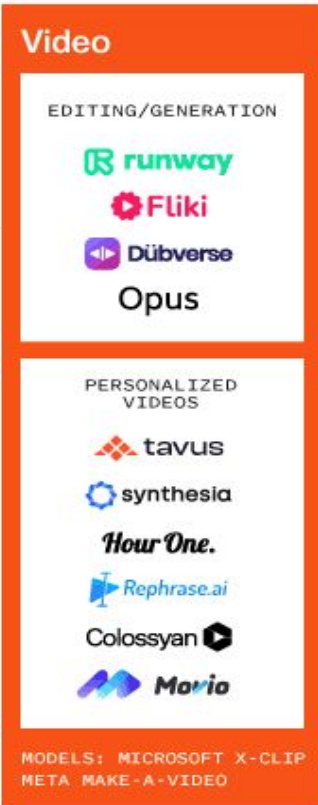 Video
EDITING/GENERATION
runway
Fliki
Dübverse
Opus
PERSONALIZED
VIDEOS
tavus
synthesia
Hour One.
Rephrase.ai
Colossyan
Movio
MODELS: MICROSOFT X-CLIP
META MAKE-A-VIDEO